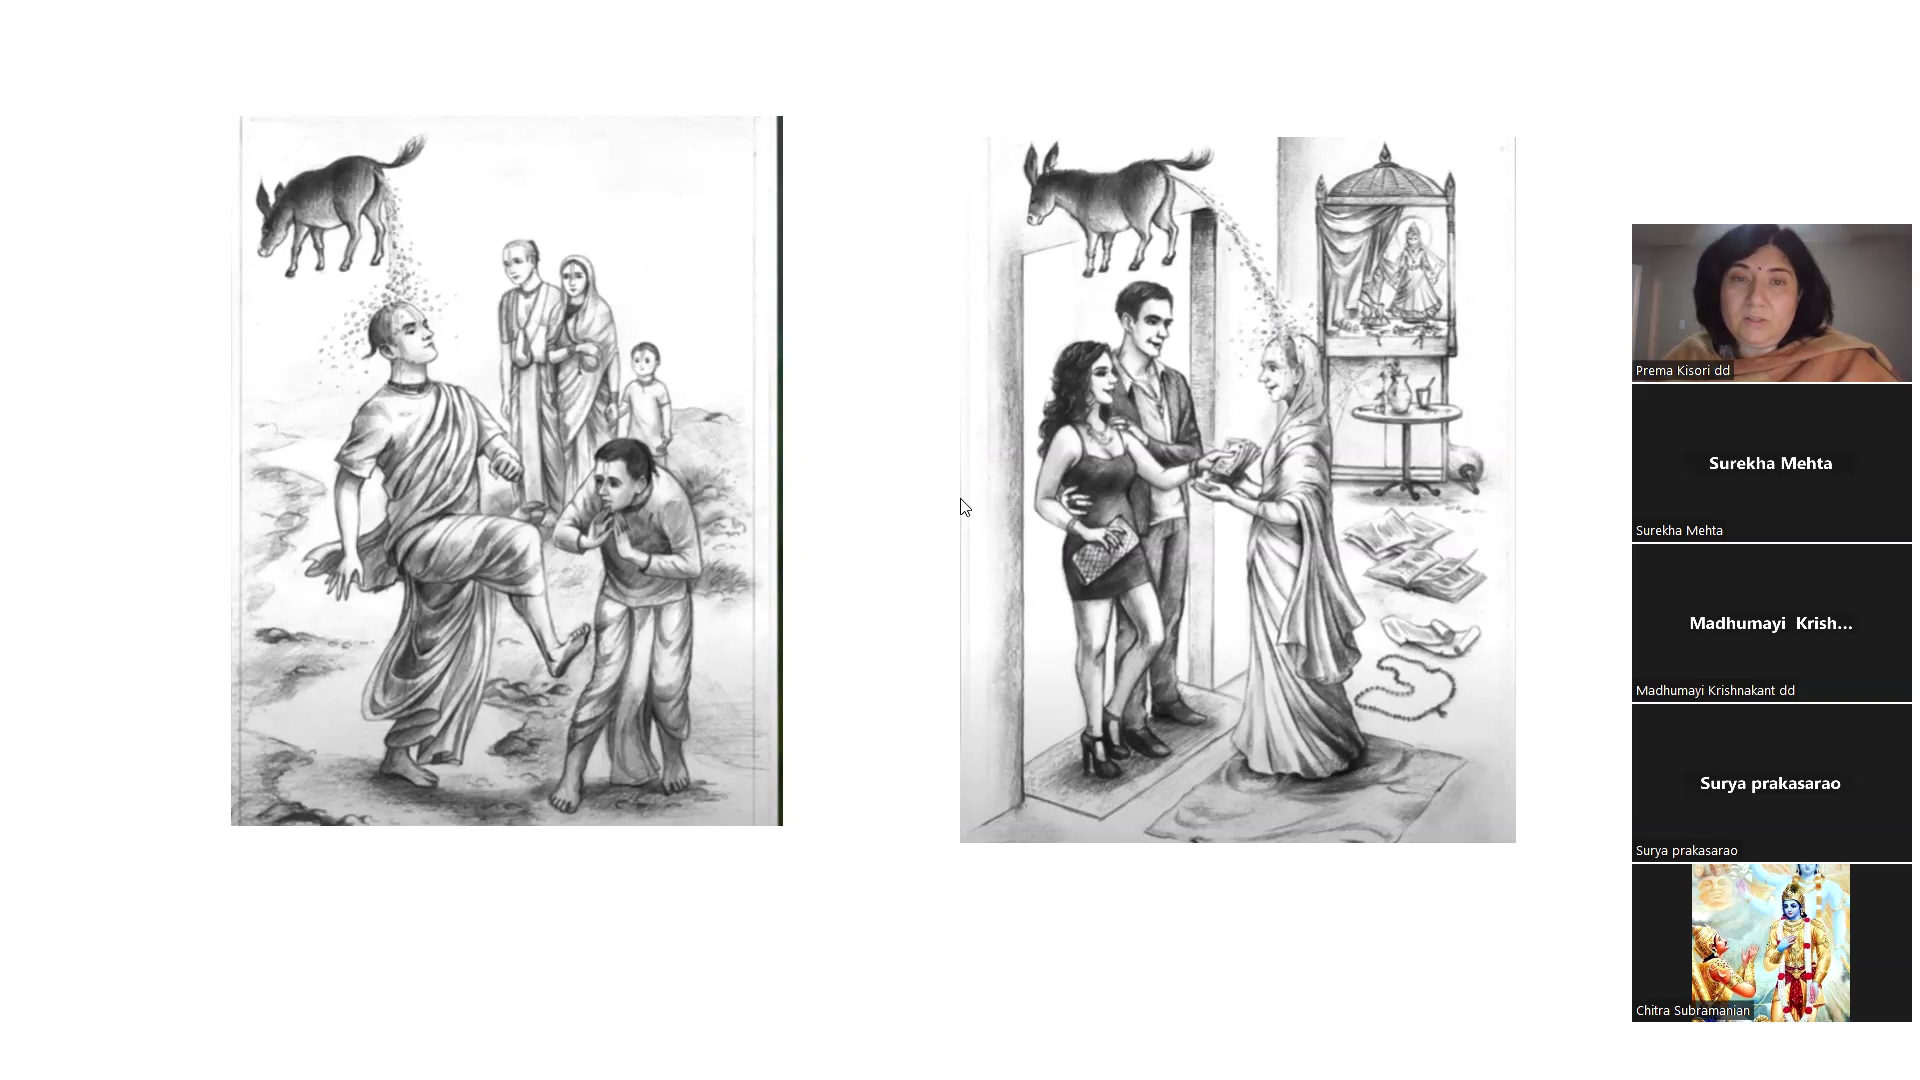 Prema Kisori dd
Surekha Mehta
Surekha Mehta
Madhumayi Krish...
Madhumayi Krishnakant dd
Surya prakasarao
Surya prakasarao
Chitra Subramanian